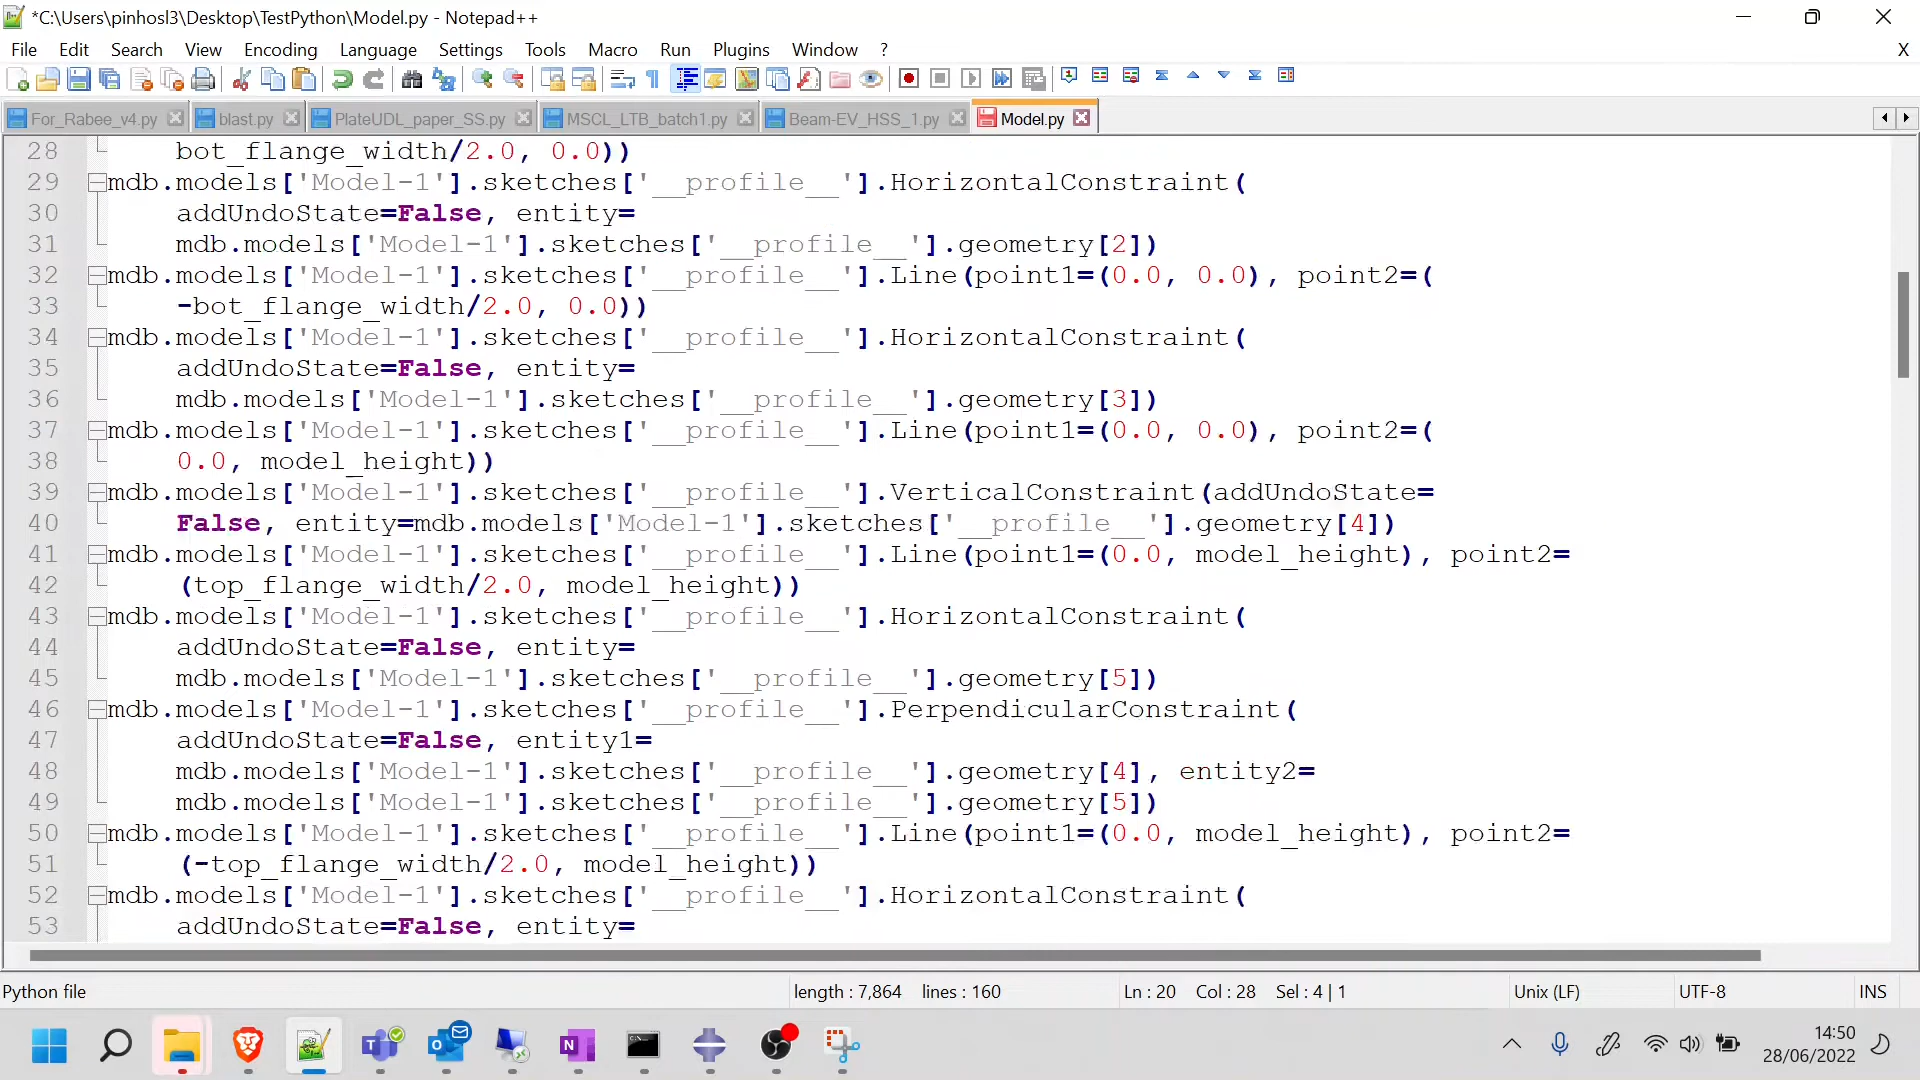 *C:\Users\pinhosl3\Desktop\TestPython\Model.py - Notepad++
File Edit Search View Encoding Language Settings Tools Macro Run Plugins Window ? X
For_Rabee_v4.py blast.py PlateUDL_paper_SS.py MSCL_LTB_batch1.py Beam-EV_HSS_1.py Model.py
28 bot_flange_width/2.0, 0.0))
29 mdb.models['Model-1'].sketches['__profile__'].HorizontalConstraint(
30 addUndoState=False, entity=
31 mdb.models['Model-1'].sketches['__profile__'].geometry[2])
32 mdb.models['Model-1'].sketches['__profile__'].Line(point1=(0.0, 0.0), point2=(
33 -bot_flange_width/2.0, 0.0))
34 mdb.models['Model-1'].sketches['__profile__'].HorizontalConstraint(
35 addUndoState=False, entity=
36 mdb.models['Model-1'].sketches['__profile__'].geometry[3])
37 mdb.models['Model-1'].sketches['__profile__'].Line(point1=(0.0, 0.0), point2=(
38 0.0, model_height))
39 mdb.models['Model-1'].sketches['__profile__'].VerticalConstraint(addUndoState=
40 False, entity=mdb.models['Model-1'].sketches['__profile__'].geometry[4])
41 mdb.models['Model-1'].sketches['__profile__'].Line(point1=(0.0, model_height), point2=
42 (top_flange_width/2.0, model_height))
43 mdb.models['Model-1'].sketches['__profile__'].HorizontalConstraint(
44 addUndoState=False, entity=
45 mdb.models['Model-1'].sketches['__profile__'].geometry[5])
46 mdb.models['Model-1'].sketches['__profile__'].PerpendicularConstraint(
47 addUndoState=False, entity1=
48 mdb.models['Model-1'].sketches['__profile__'].geometry[4], entity2=
49 mdb.models['Model-1'].sketches['__profile__'].geometry[5])
50 mdb.models['Model-1'].sketches['__profile__'].Line(point1=(0.0, model_height), point2=
51 (-top_flange_width/2.0, model_height))
52 mdb.models['Model-1'].sketches['__profile__'].HorizontalConstraint(
53 addUndoState=False, entity=
Python file length : 7,864 lines : 160 Ln : 20 Col : 28 Sel : 4 | 1 Unix (LF) UTF-8 INS
14:50
28/06/2022